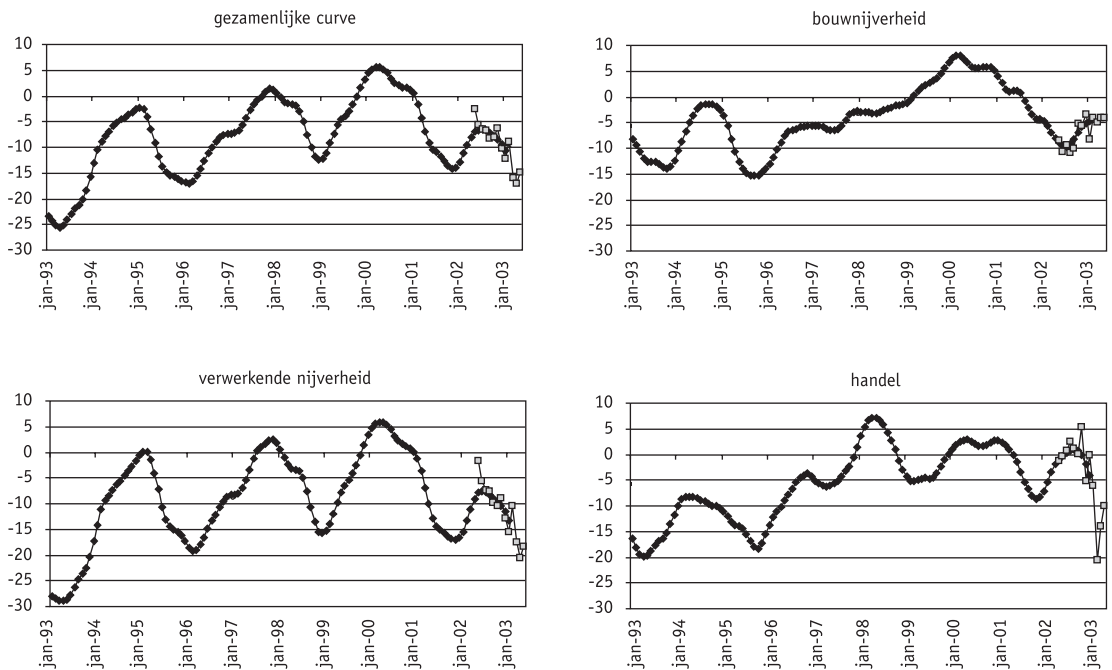 gezamenlijke curve
10
5
0
-5
-10
-15
-20
-25
-30
jan-93
jan-94
jan-95
jan-96
jan-97
jan-98
jan-99
jan-00
jan-01
jan-02
jan-03
bouwnijverheid
10
5
0
-5
-10
-15
-20
-25
-30
jan-93
jan-94
jan-95
jan-96
jan-97
jan-98
jan-99
jan-00
jan-01
jan-02
jan-03
verwerkende nijverheid
10
5
0
-5
-10
-15
-20
-25
-30
jan-93
jan-94
jan-95
jan-96
jan-97
jan-98
jan-99
jan-00
jan-01
jan-02
jan-03
handel
10
5
0
-5
-10
-15
-20
-25
-30
jan-93
jan-94
jan-95
jan-96
jan-97
jan-98
jan-99
jan-00
jan-01
jan-02
jan-03